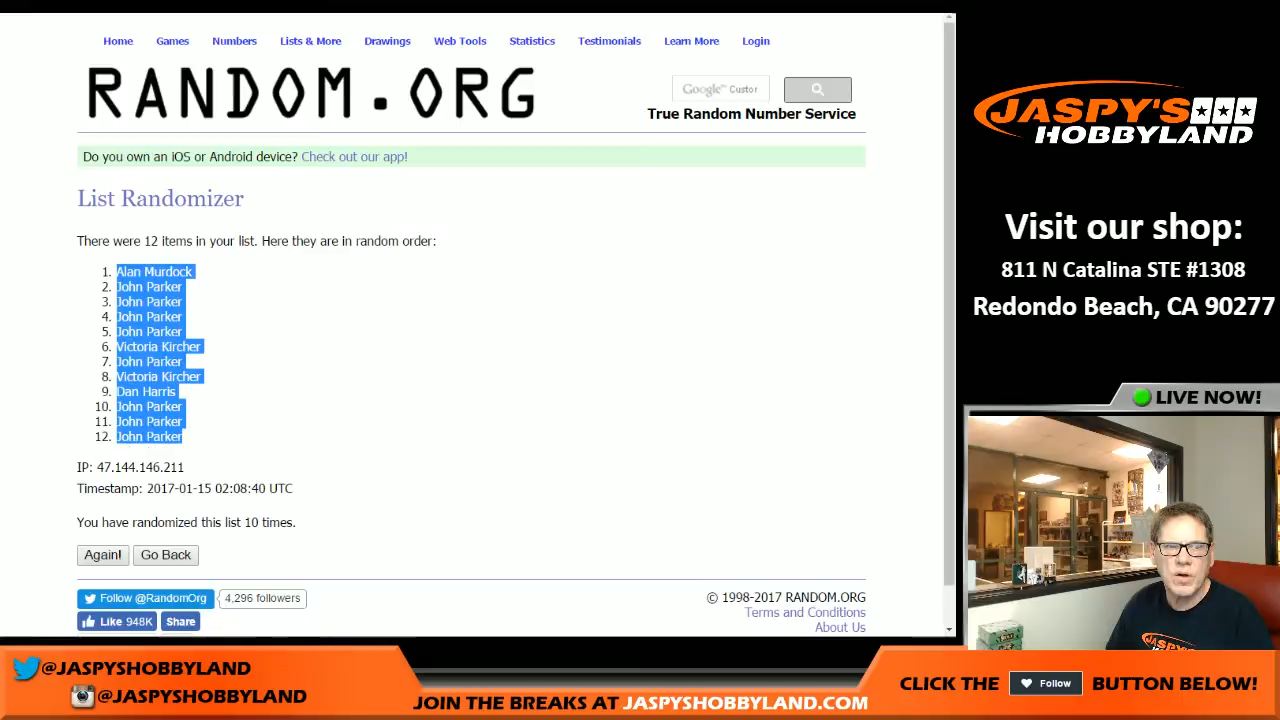 Home Games Numbers Lists & More Drawings Web Tools Statistics Testimonials Learn More Login
RANDOM.ORG
Google™ Custor
True Random Number Service
Do you own an iOS or Android device? Check out our app!
List Randomizer
There were 12 items in your list. Here they are in random order:
1. Alan Murdock
2. John Parker
3. John Parker
4. John Parker
5. John Parker
6. Victoria Kircher
7. John Parker
8. Victoria Kircher
9. Dan Harris
10. John Parker
11. John Parker
12. John Parker
IP: 47.144.146.211
Timestamp: 2017-01-15 02:08:40 UTC
You have randomized this list 10 times.
Again! Go Back
Follow @RandomOrg 4,296 followers
Like 948K Share
© 1998-2017 RANDOM.ORG
Terms and Conditions
About Us
JASPY'S
HOBBYLAND
Visit our shop:
811 N Catalina STE #1308
Redondo Beach, CA 90277
LIVE NOW!
@JASPYSHOBBYLAND
@JASPYSHOBBYLAND
JOIN THE BREAKS AT JASPYSHOBBYLAND.COM
CLICK THE Follow BUTTON BELOW!